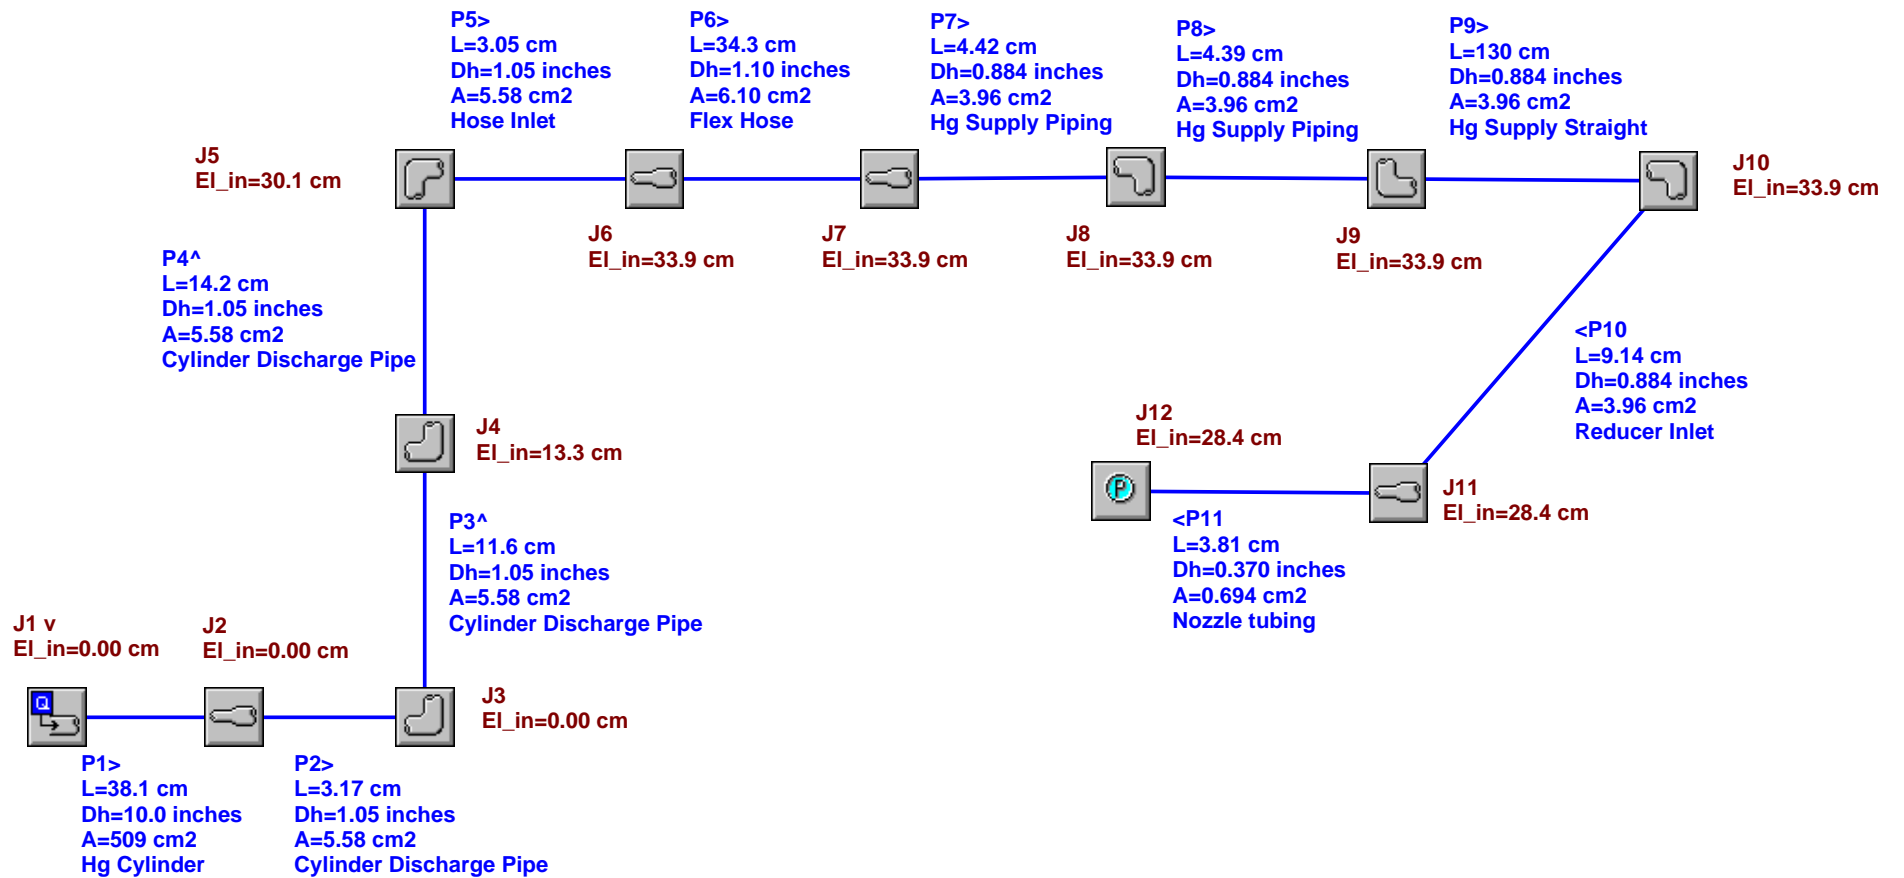 P5>
L=3.05 cm
Dh=1.05 inches
A=5.58 cm2
Hose Inlet
P6>
L=34.3 cm
Dh=1.10 inches
A=6.10 cm2
Flex Hose
P7>
L=4.42 cm
Dh=0.884 inches
A=3.96 cm2
Hg Supply Piping
P8>
L=4.39 cm
Dh=0.884 inches
A=3.96 cm2
Hg Supply Piping
P9>
L=130 cm
Dh=0.884 inches
A=3.96 cm2
Hg Supply Straight
J5
El_in=30.1 cm
J10
El_in=33.9 cm
J6
El_in=33.9 cm
J7
El_in=33.9 cm
J8
El_in=33.9 cm
J9
El_in=33.9 cm
P4^
L=14.2 cm
Dh=1.05 inches
A=5.58 cm2
Cylinder Discharge Pipe
<P10
L=9.14 cm
Dh=0.884 inches
A=3.96 cm2
Reducer Inlet
J4
El_in=13.3 cm
J12
El_in=28.4 cm
P
J11
El_in=28.4 cm
<P11
L=3.81 cm
Dh=0.370 inches
A=0.694 cm2
Nozzle tubing
P3^
L=11.6 cm
Dh=1.05 inches
A=5.58 cm2
Cylinder Discharge Pipe
J1 v
El_in=0.00 cm
J2
El_in=0.00 cm
J3
El_in=0.00 cm
Q
P1>
L=38.1 cm
Dh=10.0 inches
A=509 cm2
Hg Cylinder
P2>
L=3.17 cm
Dh=1.05 inches
A=5.58 cm2
Cylinder Discharge Pipe